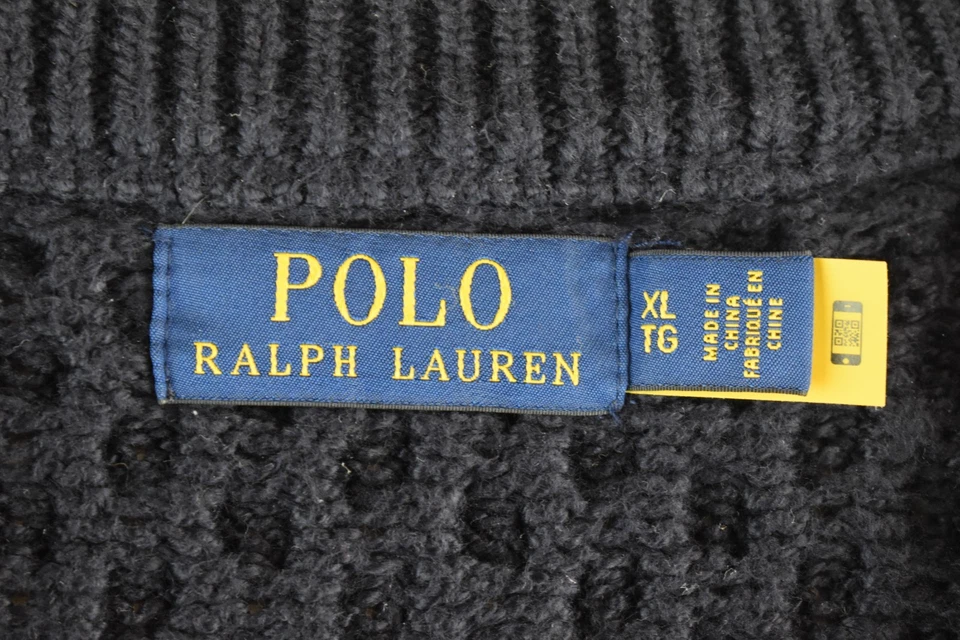 POLO
RALPH LAUREN
XL
TG
MADE IN
CHINA
FABRIQUÉ EN
CHINE